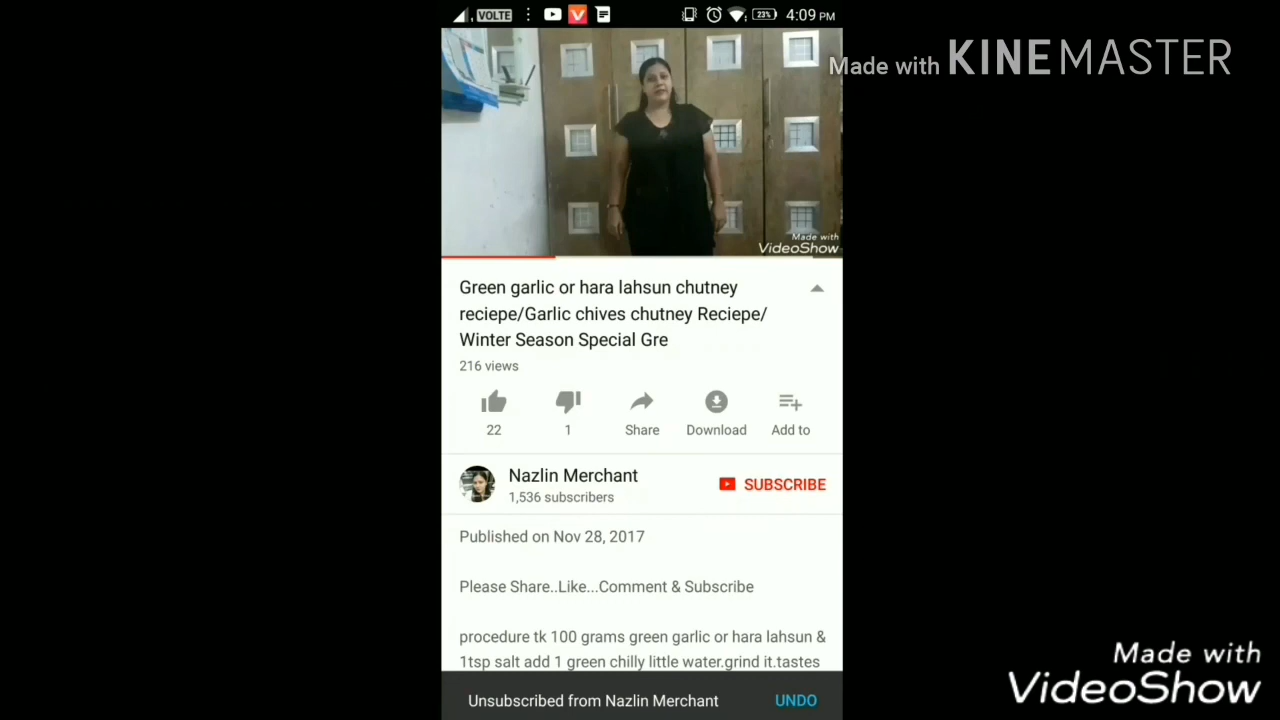 VOLTE
23%
4:09 PM
Made with KINEMASTER
Made with
VideoShow
Green garlic or hara lahsun chutney
reciepe/Garlic chives chutney Reciepe/
Winter Season Special Gre
216 views
22
1
Share
Download
Add to
Nazlin Merchant
1,536 subscribers
SUBSCRIBE
Published on Nov 28, 2017
Please Share..Like...Comment & Subscribe
procedure tk 100 grams green garlic or hara lahsun &
1tsp salt add 1 green chilly little water.grind it.tastes
Unsubscribed from Nazlin Merchant
UNDO
Made with
VideoShow